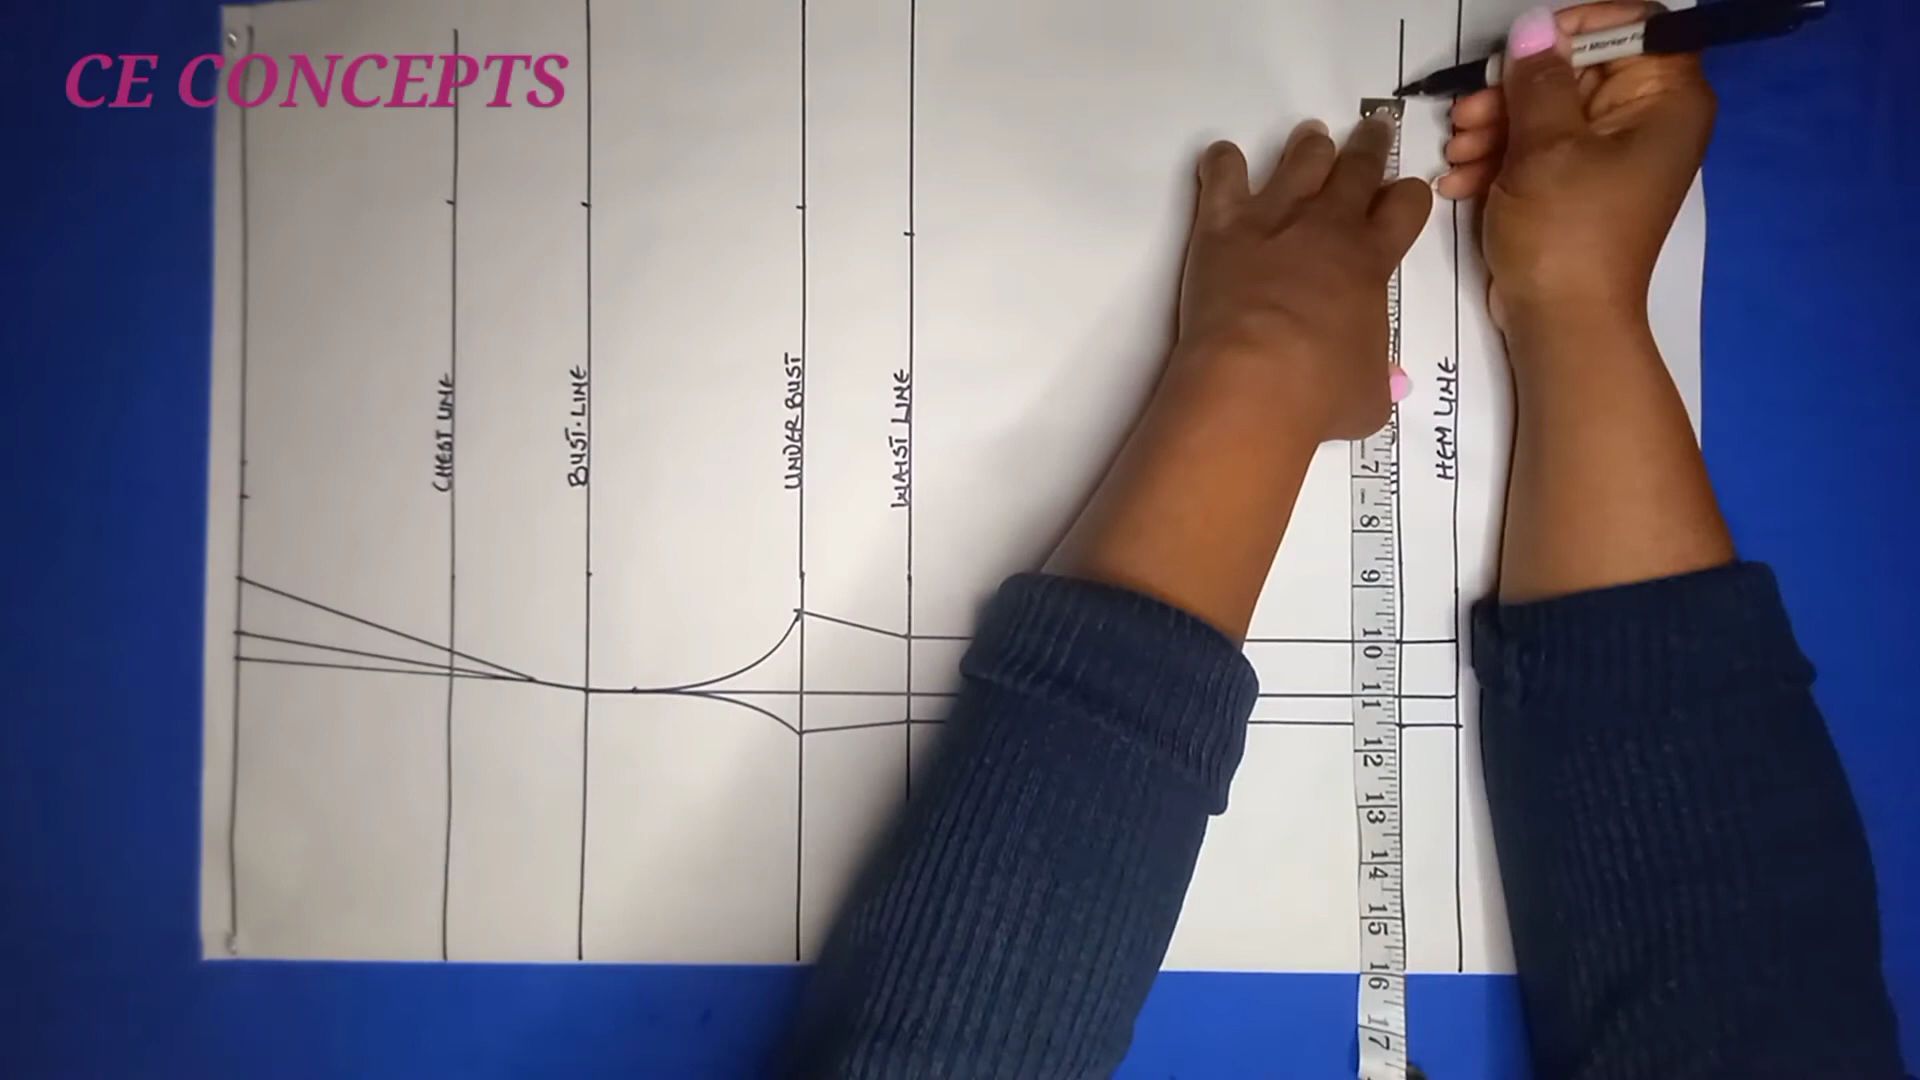 CE CONCEPTS
CHEST LINE
BUST.LINE
UNDER BUST
WAIST LINE
HEM LINE
7
8
9
10
11
12
13
14
15
16
17